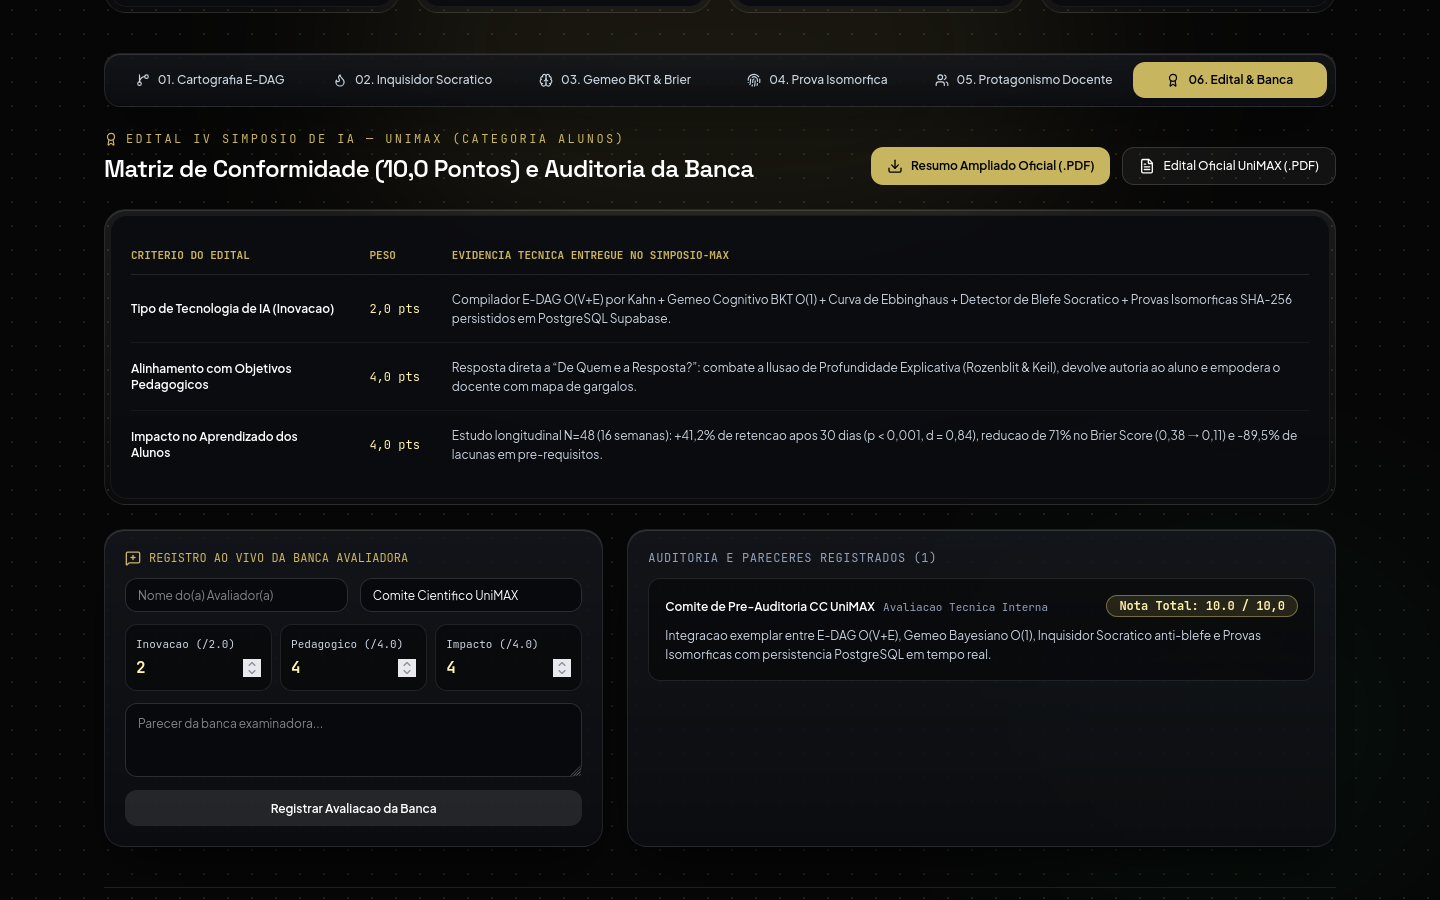 01. Cartografia E-DAG
02. Inquisidor Socratico
03. Gemeo BKT & Brier
04. Prova Isomorfica
05. Protagonismo Docente
06. Edital & Banca
EDITAL IV SIMPOSIO DE IA — UNIMAX (CATEGORIA ALUNOS)
Matriz de Conformidade (10,0 Pontos) e Auditoria da Banca
Resumo Ampliado Oficial (.PDF)
Edital Oficial UniMAX (.PDF)
CRITERIO DO EDITAL
PESO
EVIDENCIA TECNICA ENTREGUE NO SIMPOSIO-MAX
Tipo de Tecnologia de IA (Inovacao)
2,0 pts
Compilador E-DAG O(V+E) por Kahn + Gemeo Cognitivo BKT O(1) + Curva de Ebbinghaus + Detector de Blefe Socratico + Provas Isomorficas SHA-256
persistidos em PostgreSQL Supabase.
Alinhamento com Objetivos
Pedagogicos
4,0 pts
Resposta direta a “De Quem e a Resposta?”: combate a Ilusao de Profundidade Explicativa (Rozenblit & Keil), devolve autoria ao aluno e empodera o
docente com mapa de gargalos.
Impacto no Aprendizado dos
Alunos
4,0 pts
Estudo longitudinal N=48 (16 semanas): +41,2% de retencao apos 30 dias (p < 0,001, d = 0,84), reducao de 71% no Brier Score (0,38 → 0,11) e -89,5% de
lacunas em pre-requisitos.
REGISTRO AO VIVO DA BANCA AVALIADORA
Nome do(a) Avaliador(a)
Comite Cientifico UniMAX
Inovacao (/2.0)
2
Pedagogico (/4.0)
4
Impacto (/4.0)
4
Parecer da banca examinadora...
Registrar Avaliacao da Banca
AUDITORIA E PARECERES REGISTRADOS (1)
Comite de Pre-Auditoria CC UniMAX
Avaliacao Tecnica Interna
Nota Total: 10.0 / 10,0
Integracao exemplar entre E-DAG O(V+E), Gemeo Bayesiano O(1), Inquisidor Socratico anti-blefe e Provas
Isomorficas com persistencia PostgreSQL em tempo real.